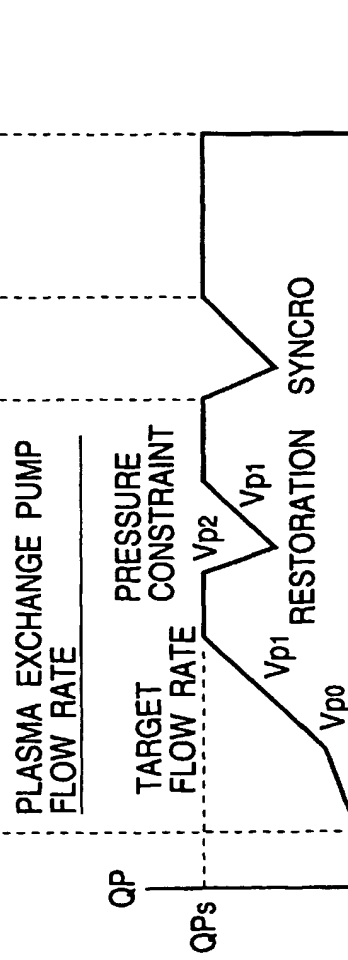 PLASMA EXCHANGE PUMP
FLOW RATE
QP
QPs
TARGET
FLOW RATE
PRESSURE
CONSTRAINT
Vp0
Vp1
Vp2
Vp1
RESTORATION
SYNCRO